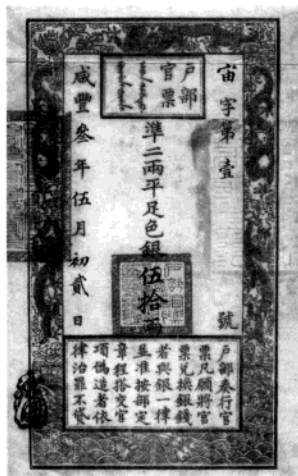 戶部
官票
宙字第壹
號
準二兩平足色銀伍拾兩
咸豐叁年伍月初貳日
戶部奏行官
票凡願將官
票兌換銀錢
者與銀一律
並准按部定
章程搭交官
項偽造者依
律治罪不貸